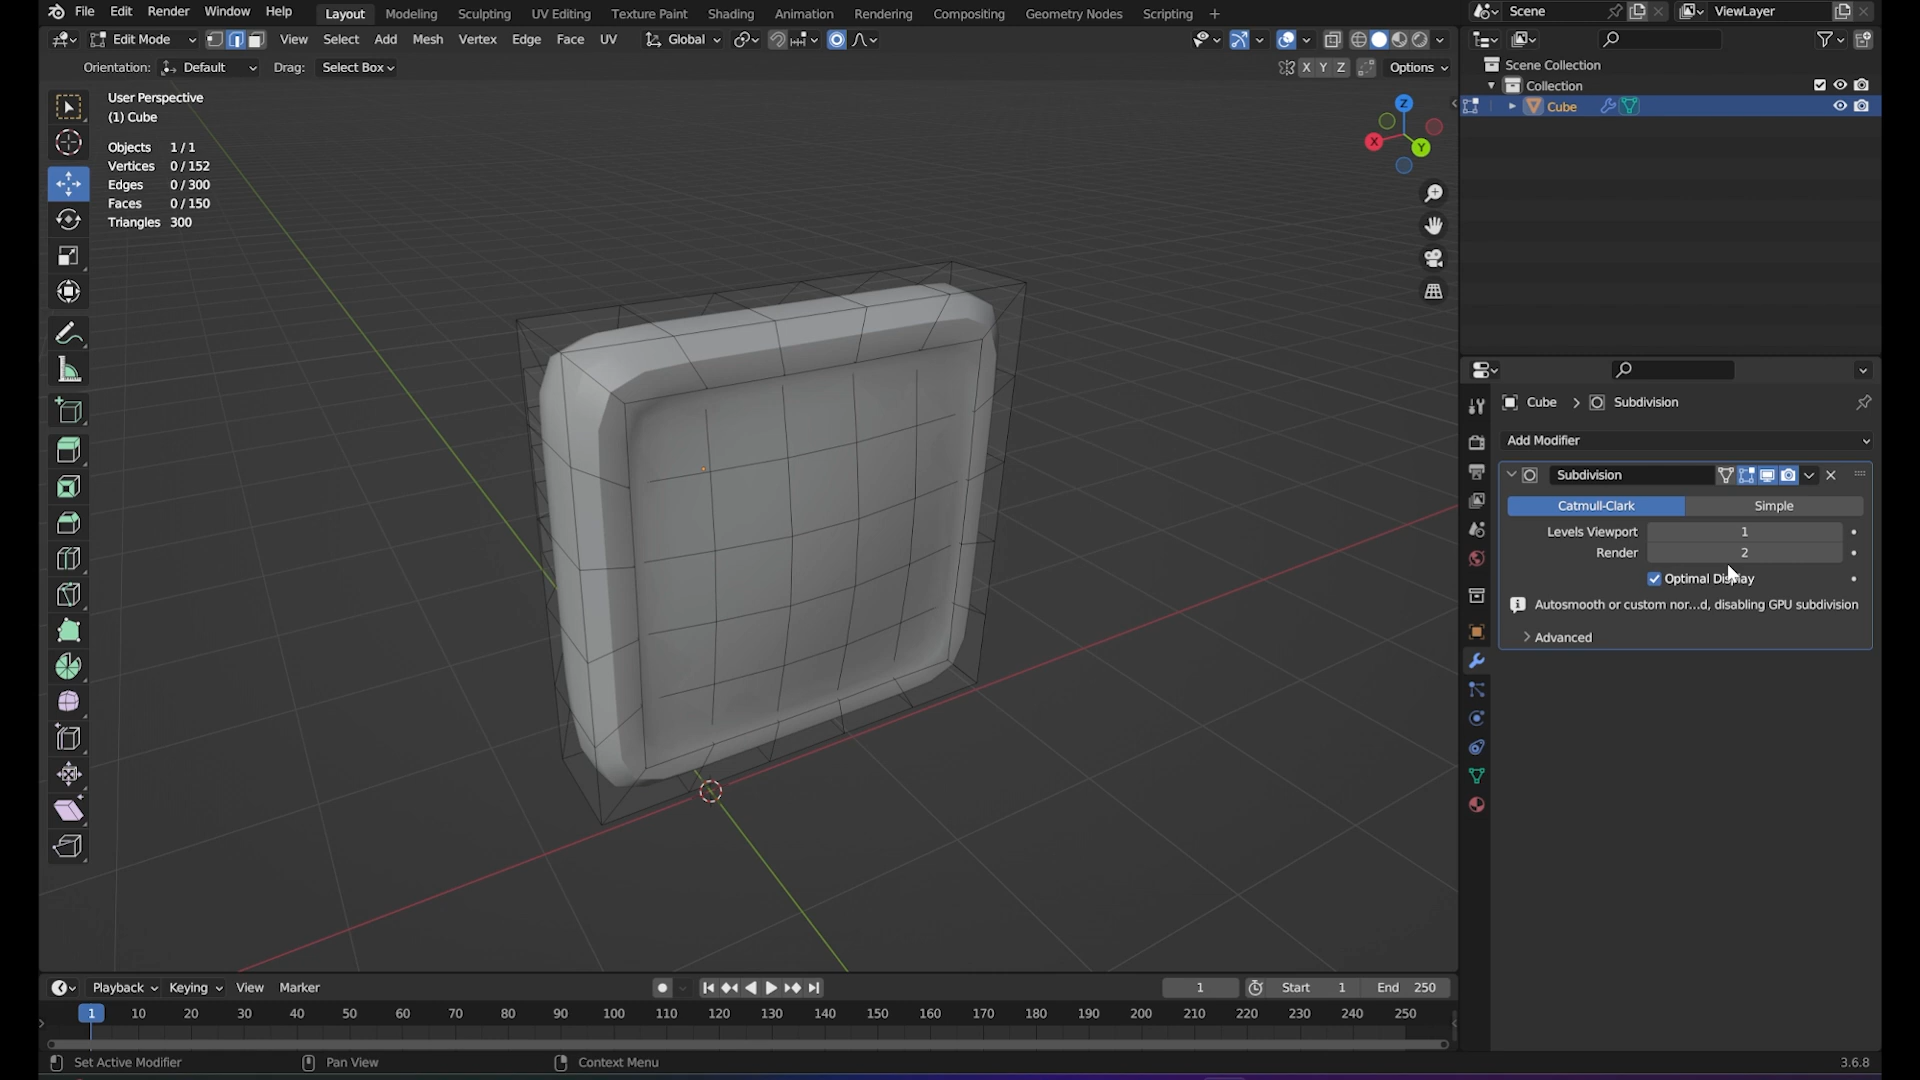 File Edit Render Window Help Layout Modeling Sculpting UV Editing Texture Paint Shading Animation Rendering Compositing Geometry Nodes Scripting + Scene ViewLayer
Edit Mode View Select Add Mesh Vertex Edge Face UV Global
Orientation: Default Drag: Select Box X Y Z Options
Scene Collection
Collection
Cube
User Perspective
(1) Cube
Objects 1/1
Vertices 0/152
Edges 0/300
Faces 0/150
Triangles 300
Z
X
Y
Cube > Subdivision
Add Modifier
Subdivision
Catmull-Clark Simple
Levels Viewport 1
Render 2
Optimal Display
Autosmooth or custom nor...d, disabling GPU subdivision
Advanced
Playback Keying View Marker 1 Start 1 End 250
1 10 20 30 40 50 60 70 80 90 100 110 120 130 140 150 160 170 180 190 200 210 220 230 240 250
Set Active Modifier Pan View Context Menu 3.6.8